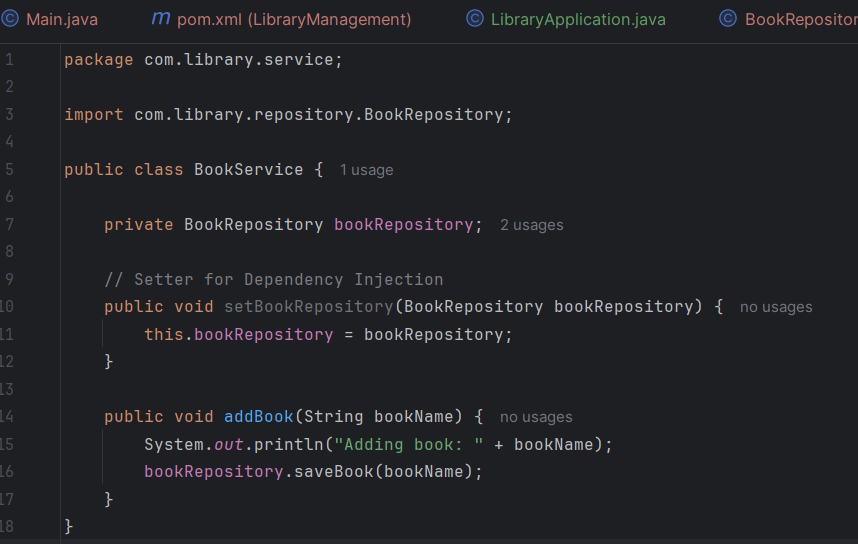 Main.java
m pom.xml (LibraryManagement)
LibraryApplication.java
1 package com.library.service;
2
3 import com.library.repository.BookRepository;
4
5 public class BookService { 1 usage
6
7 private BookRepository bookRepository; 2 usages
8
9 // Setter for Dependency Injection
10 public void setBookRepository(BookRepository bookRepository) { no usages
11 this.bookRepository = bookRepository;
12 }
13
14 public void addBook(String bookName) { no usages
15 System.out.println("Adding book: " + bookName);
16 bookRepository.saveBook(bookName);
17 }
18 }